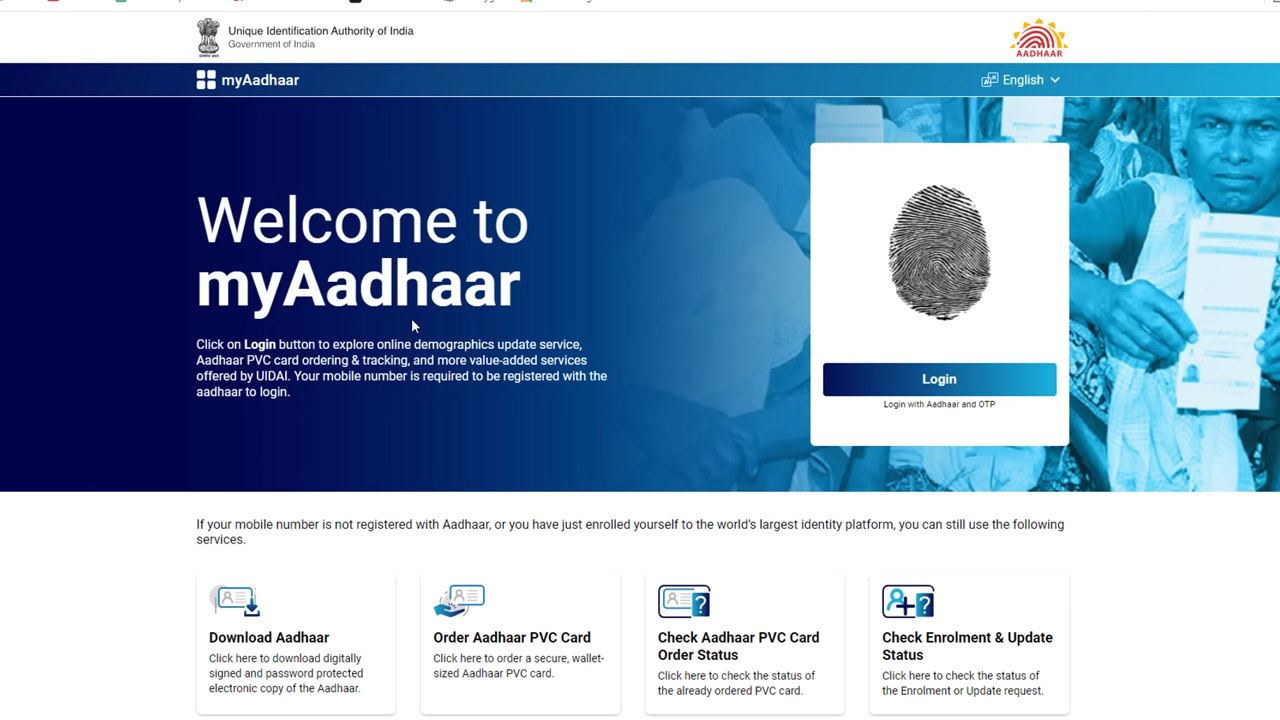 Unique Identification Authority of India
Government of India
AADHAAR
myAadhaar
English
Welcome to
myAadhaar
Click on Login button to explore online demographics update service,
Aadhaar PVC card ordering & tracking, and more value-added services
offered by UIDAI. Your mobile number is required to be registered with the
aadhaar to login.
Login
Login with Aadhaar and OTP
If your mobile number is not registered with Aadhaar, or you have just enrolled yourself to the world's largest identity platform, you can still use the following
services.
Download Aadhaar
Click here to download digitally
signed and password protected
electronic copy of the Aadhaar.
Order Aadhaar PVC Card
Click here to order a secure, wallet-
sized Aadhaar PVC card.
Check Aadhaar PVC Card
Order Status
Click here to check the status of
the already ordered PVC card.
Check Enrolment & Update
Status
Click here to check the status of
the Enrolment or Update request.